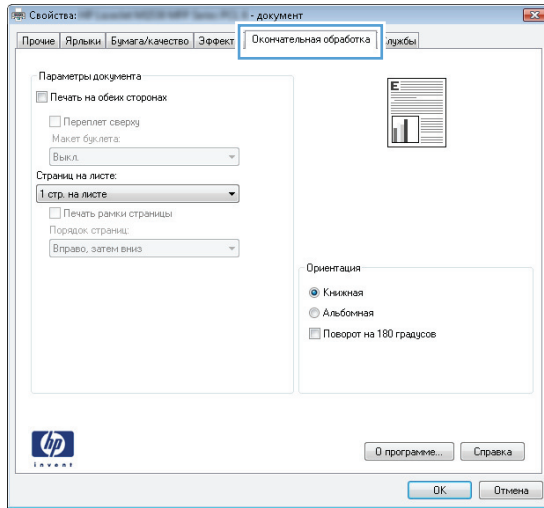 Свойства: - документ
Прочие Ярлыки Бумага/качество Эффект Окончательная обработка лужбы
Параметры документа
Печать на обеих сторонах
Переплет сверху
Макет буклета:
Выкл.
Страниц на листе:
1 стр. на листе
Печать рамки страницы
Порядок страниц:
Вправо, затем вниз
E
Ориентация
Книжная
Альбомная
Поворот на 180 градусов
hp
invent
О программе... Справка
OK Отмена